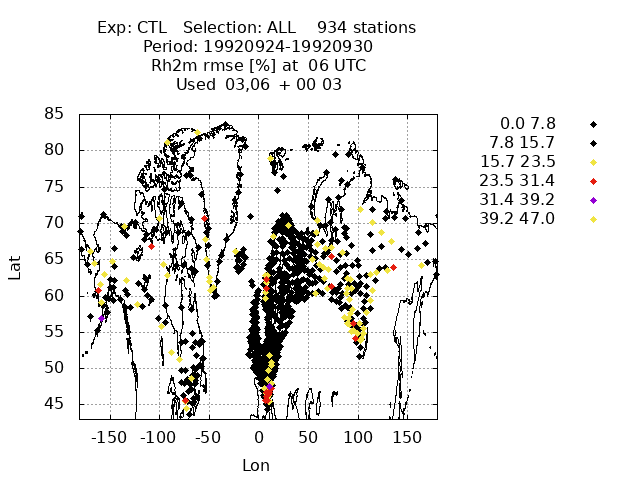 Exp: CTL Selection: ALL 934 stations
Period: 19920924-19920930
Rh2m rmse [%] at 06 UTC
Used 03,06 + 00 03
85
80
75
70
65
60
55
50
45
Lat
-150 -100 -50 0 50 100 150
Lon
0.0 7.8
7.8 15.7
15.7 23.5
23.5 31.4
31.4 39.2
39.2 47.0